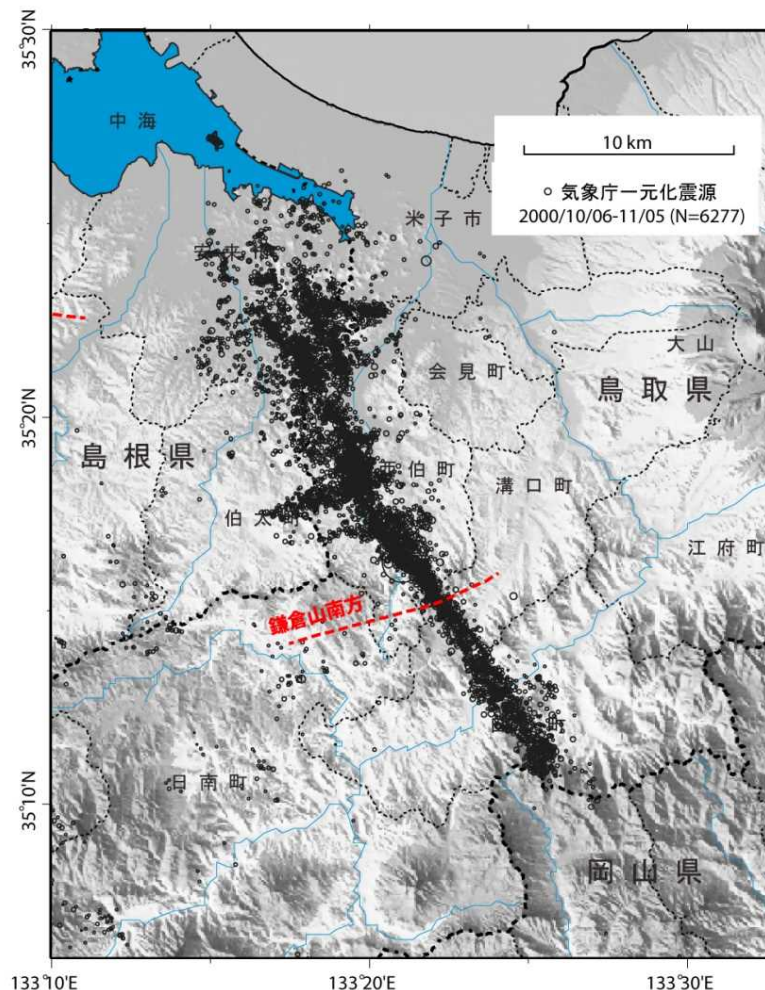 35°30'N
中海
10 km
気象庁一元化震源
2000/10/06-11/05 (N=6277)
米子市
大山
会見町
鳥取県
35°20'N
島根県
西伯町
溝口町
伯太町
江府町
鎌倉山南方
日南町
35°10'N
岡山県
133°10'E
133°20'E
133°30'E